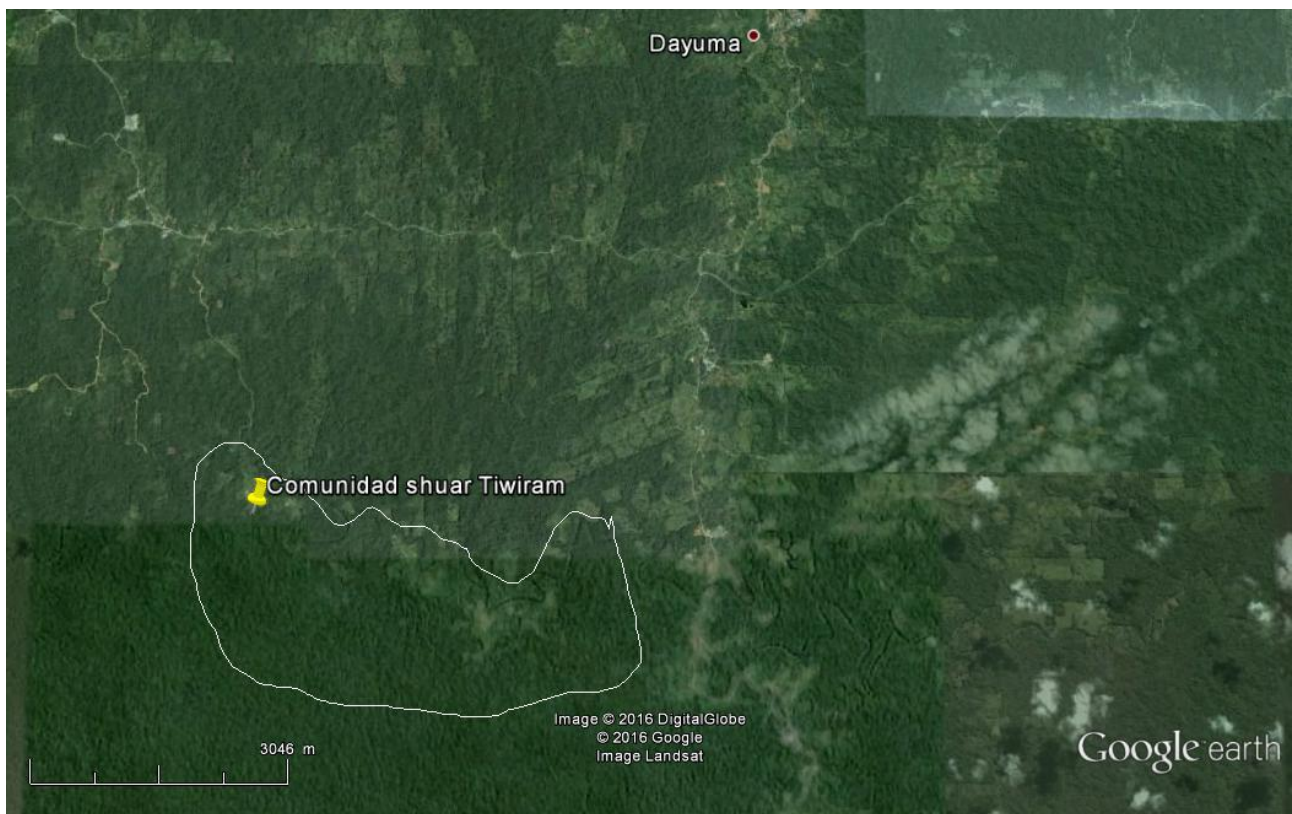 Dayuma
Comunidad shuar Tiwiram
Image © 2016 DigitalGlobe
© 2016 Google
Image Landsat
3046 m
Google earth